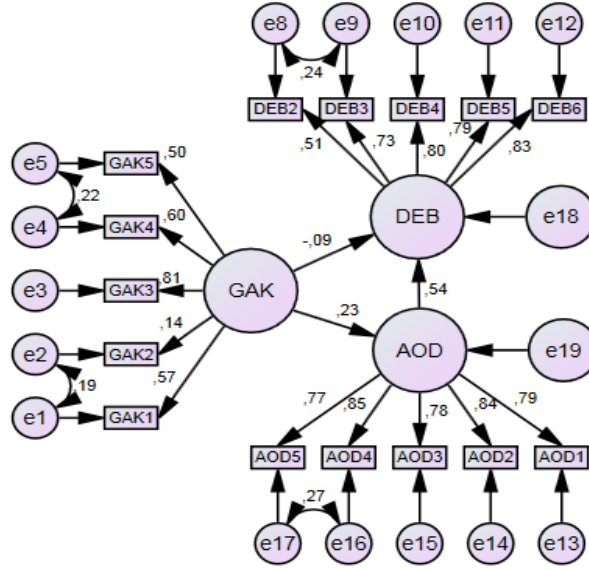 e8 e9 e10 e11 e12
,24
DEB2 DEB3 DEB4 DEB5 DEB6
,51 ,73 ,80 ,79 ,83
e5 GAK5 ,50
,22
e4 GAK4 ,60
DEB e18
-,09
e3 GAK3 ,81 GAK
,54
,23
e2 GAK2 ,14
AOD e19
,19
e1 GAK1 ,57
,77 ,85 ,78 ,84 ,79
AOD5 AOD4 AOD3 AOD2 AOD1
,27
e17 e16 e15 e14 e13